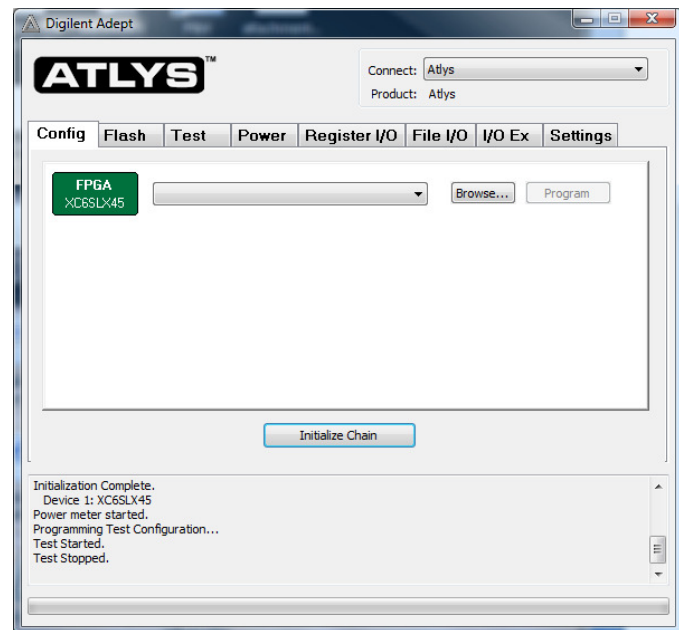 Digilent Adept
ATLYS™
Connect: Atlys
Product: Atlys
Config Flash Test Power Register I/O File I/O I/O Ex Settings
FPGA
XC6SLX45
Browse... Program
Initialize Chain
Initialization Complete.
Device 1: XC6SLX45
Power meter started.
Programming Test Configuration...
Test Started.
Test Stopped.